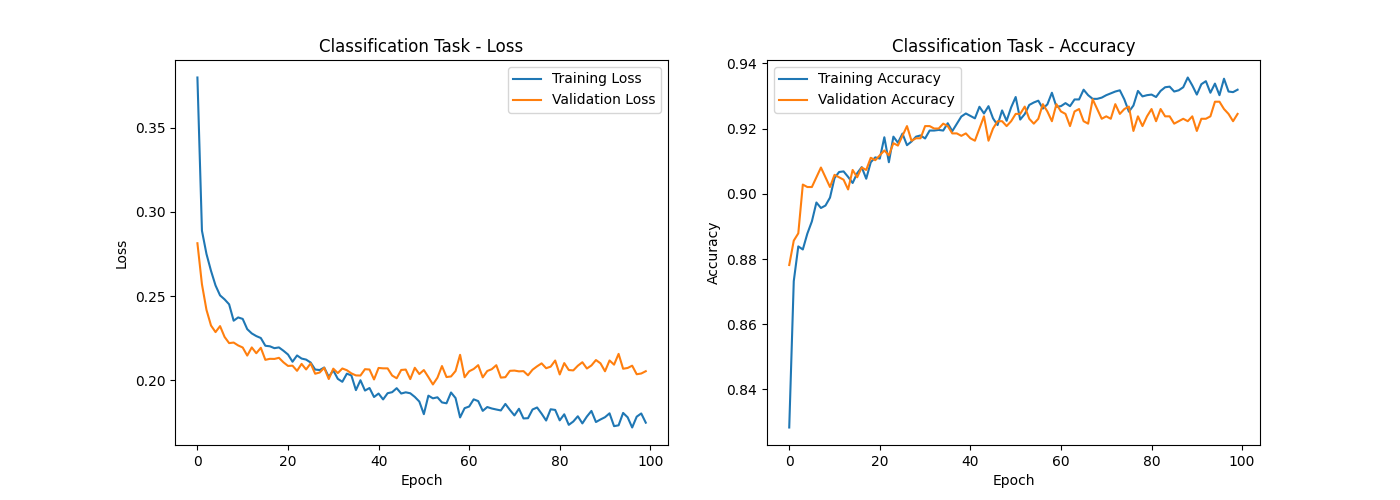 Classification Task - Loss
Training Loss
Validation Loss
0.35
0.30
0.25
0.20
Loss
0
20
40
60
80
100
Epoch
Classification Task - Accuracy
Training Accuracy
Validation Accuracy
0.94
0.92
0.90
0.88
0.86
0.84
Accuracy
0
20
40
60
80
100
Epoch